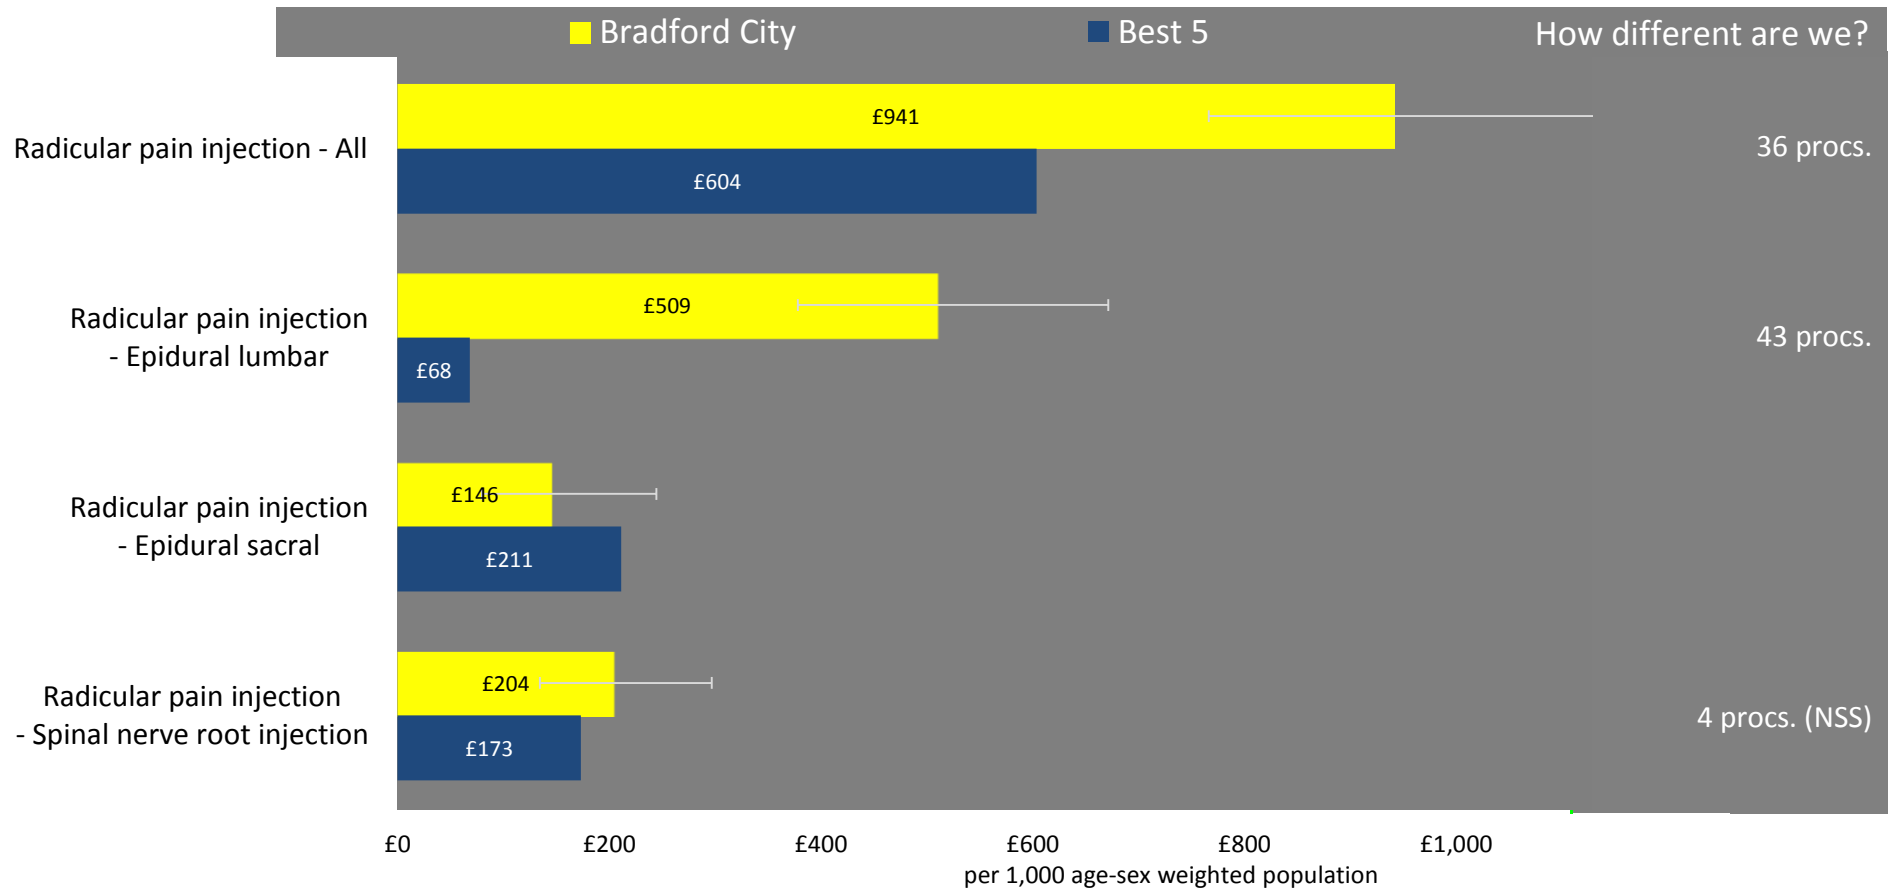 Bradford City
Best 5
How different are we?
Radicular pain injection - All
£941
£604
36 procs.
Radicular pain injection
- Epidural lumbar
£509
£68
43 procs.
Radicular pain injection
- Epidural sacral
£146
£211
Radicular pain injection
- Spinal nerve root injection
£204
£173
4 procs. (NSS)
£0
£200
£400
£600
£800
£1,000
per 1,000 age-sex weighted population